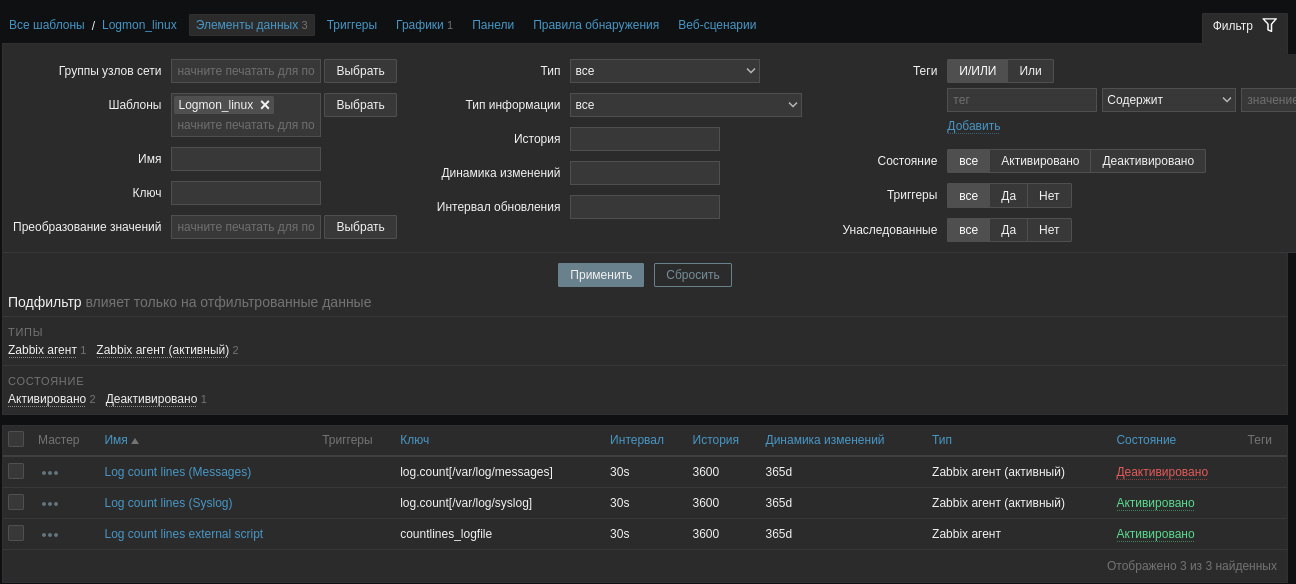 Все шаблоны / Logmon_linux Элементы данных 3 Триггеры Графики 1 Панели Правила обнаружения Веб-сценарии Фильтр
Группы узлов сети начните печатать для по Выбрать Тип все Теги И/ИЛИ Или
Шаблоны Logmon_linux Выбрать Тип информации все тег Содержит значение
начните печатать для по
История Добавить
Имя Состояние все Активировано Деактивировано
Динамика изменений
Ключ Триггеры все Да Нет
Интервал обновления
Преобразование значений начните печатать для по Выбрать Унаследованные все Да Нет
Применить Сбросить
Подфильтр влияет только на отфильтрованные данные
ТИПЫ
Zabbix агент 1 Zabbix агент (активный) 2
СОСТОЯНИЕ
Активировано 2 Деактивировано 1
Мастер Имя Триггеры Ключ Интервал История Динамика изменений Тип Состояние Теги
Log count lines (Messages) log.count[/var/log/messages] 30s 3600 365d Zabbix агент (активный) Деактивировано
Log count lines (Syslog) log.count[/var/log/syslog] 30s 3600 365d Zabbix агент (активный) Активировано
Log count lines external script countlines_logfile 30s 3600 365d Zabbix агент Активировано
Отображено 3 из 3 найденных